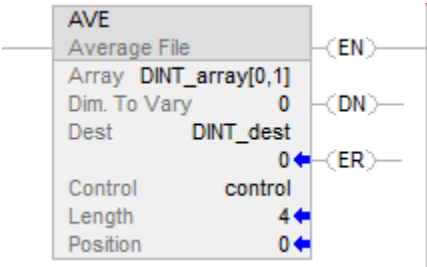 AVE
Average File
EN
Array DINT_array[0,1]
Dim. To Vary 0
DN
Dest DINT_dest
0
ER
Control control
Length 4
Position 0